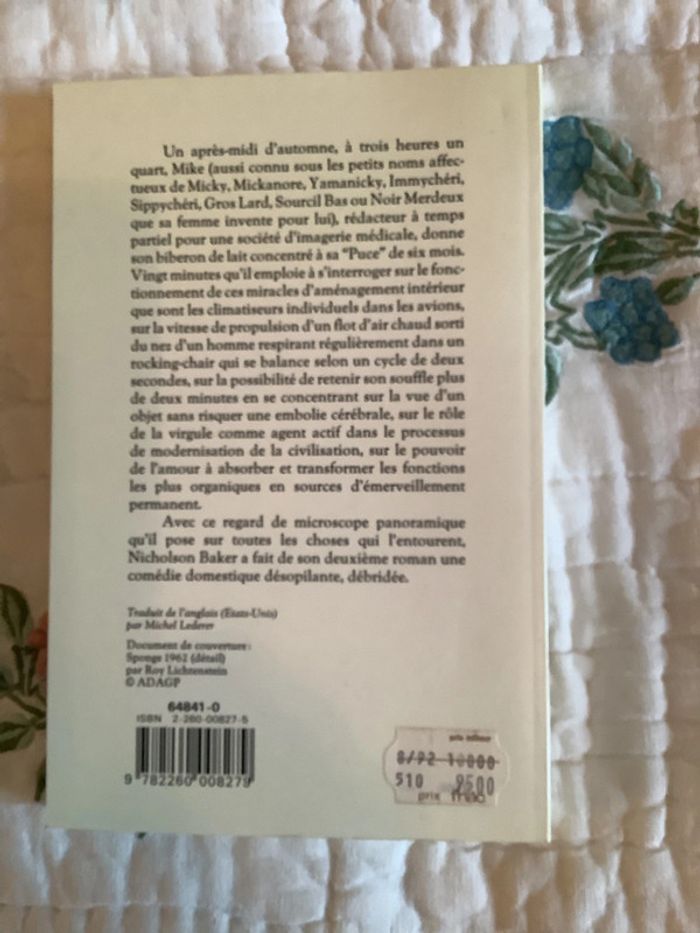 Un après-midi d'automne, à trois heures un
quart, Mike (aussi connu sous les petits noms affec-
tueux de Micky, Mickanore, Yamanicky, Immychéri,
Sippychéri, Gros Lard, Sourcil Bas ou Noir Merdeux
que sa femme invente pour lui), rédacteur à temps
partiel pour une société d'imagerie médicale, donne
son biberon de lait concentré à sa "Puce" de six mois.
Vingt minutes qu'il emploie à s'interroger sur le fonc-
tionnement de ces miracles d'aménagement intérieur
que sont les climatiseurs individuels dans les avions,
sur la vitesse de propulsion d'un flot d'air chaud sorti
du nez d'un homme respirant régulièrement dans un
rocking-chair qui se balance selon un cycle de deux
secondes, sur la possibilité de retenir son souffle plus
de deux minutes en se concentrant sur la vue d'un
objet sans risquer une embolie cérébrale, sur le rôle
de la virgule comme agent actif dans le processus
de modernisation de la civilisation, sur le pouvoir
de l'amour à absorber et transformer les fonctions
les plus organiques en sources d'émerveillement
permanent.
Avec ce regard de microscope panoramique
qu'il pose sur toutes les choses qui l'entourent,
Nicholson Baker a fait de son deuxième roman une
comédie domestique désopilante, débridée.
Traduit de l'anglais (États-Unis)
par Michel Lederer
Document de couverture :
Sponge 1962 (détail)
par Roy Lichtenstein
© ADAGP
64841-0
ISBN 2-260-00827-5
9 782260 008279
prix éditeur
8/92 10000
510 9500
prix fnac